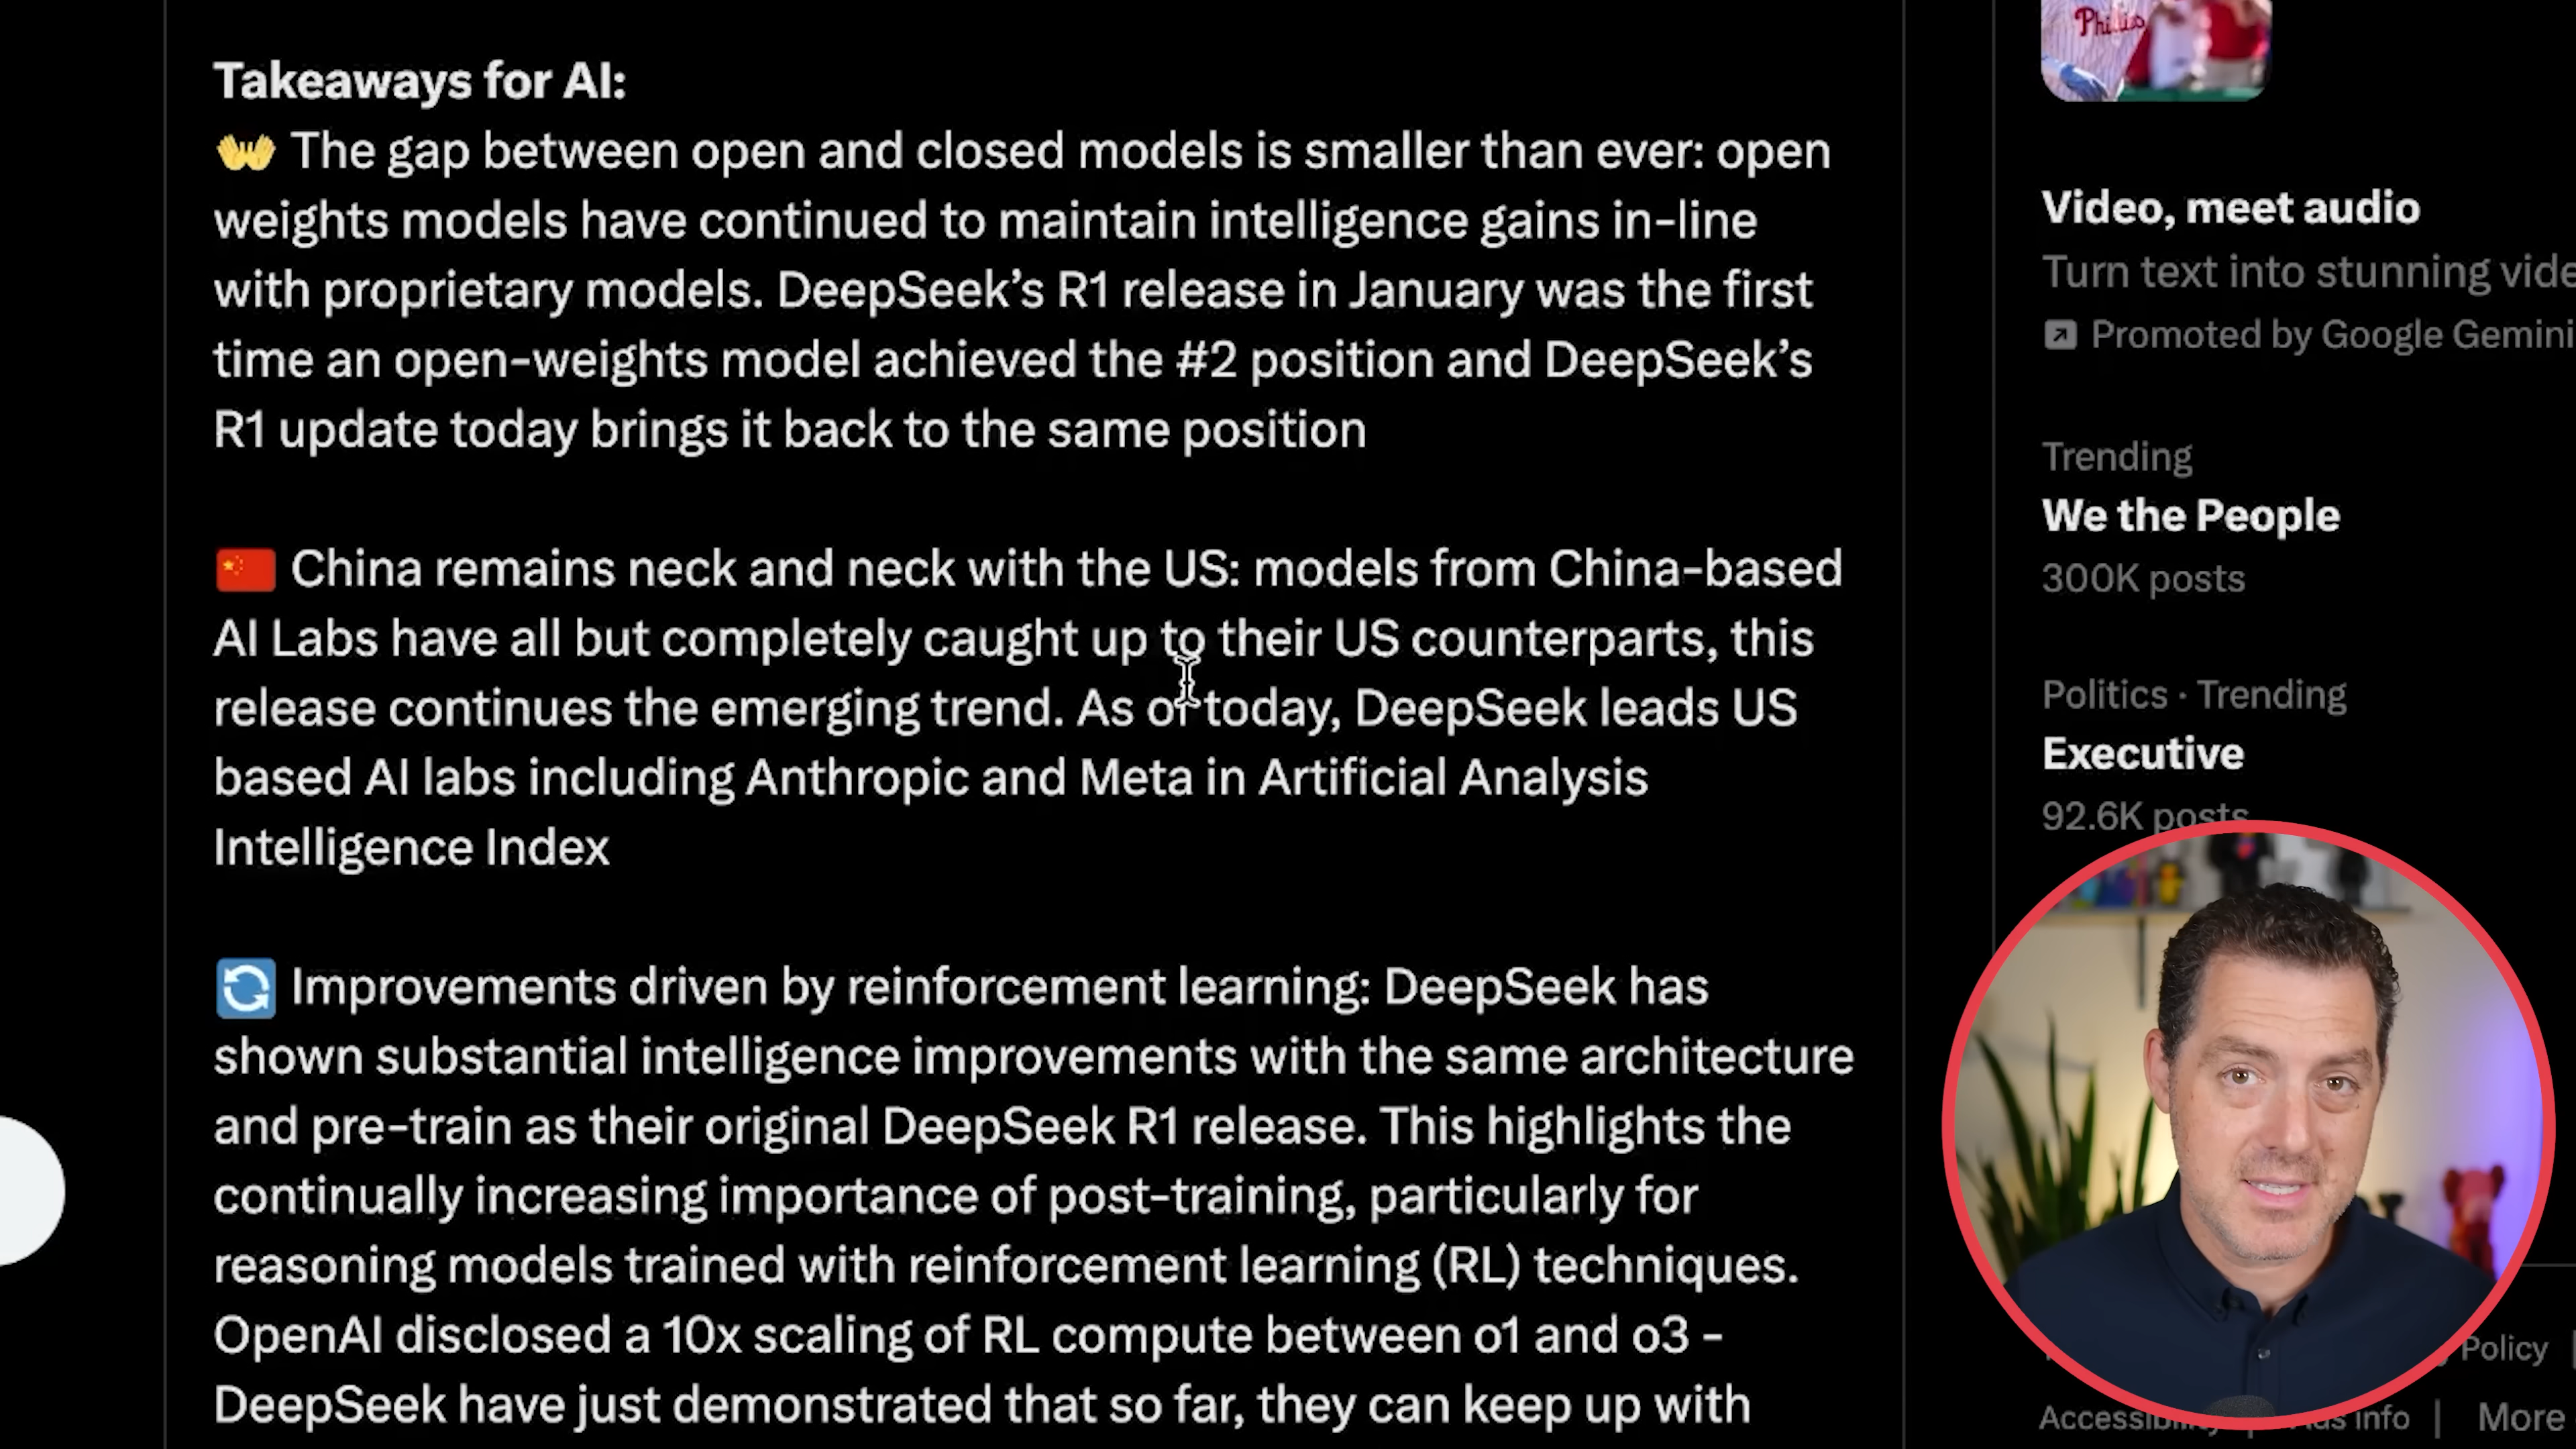 Takeaways for AI:
👐 The gap between open and closed models is smaller than ever: open
weights models have continued to maintain intelligence gains in-line
with proprietary models. DeepSeek’s R1 release in January was the first
time an open-weights model achieved the #2 position and DeepSeek’s
R1 update today brings it back to the same position
🇨🇳 China remains neck and neck with the US: models from China-based
AI Labs have all but completely caught up to their US counterparts, this
release continues the emerging trend. As of today, DeepSeek leads US
based AI labs including Anthropic and Meta in Artificial Analysis
Intelligence Index
🔄 Improvements driven by reinforcement learning: DeepSeek has
shown substantial intelligence improvements with the same architecture
and pre-train as their original DeepSeek R1 release. This highlights the
continually increasing importance of post-training, particularly for
reasoning models trained with reinforcement learning (RL) techniques.
OpenAI disclosed a 10x scaling of RL compute between o1 and o3 -
DeepSeek have just demonstrated that so far, they can keep up with
Phillies
Video, meet audio
Turn text into stunning vide
Promoted by Google Gemini
Trending
We the People
300K posts
Politics · Trending
Executive
92.6K posts
Policy
info
More